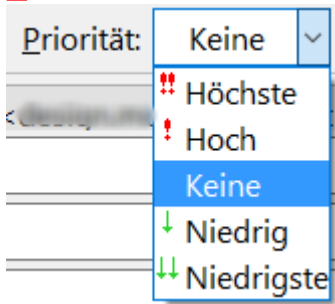 Priorität: Keine
Höchste
Hoch
Keine
Niedrig
Niedrigste